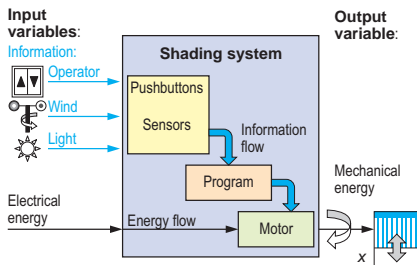 Input
variables:
Information:
Operator
Wind
Light
Electrical
energy
Shading system
Pushbuttons
Sensors
Information
flow
Program
Energy flow
Motor
Output
variable:
Mechanical
energy
x